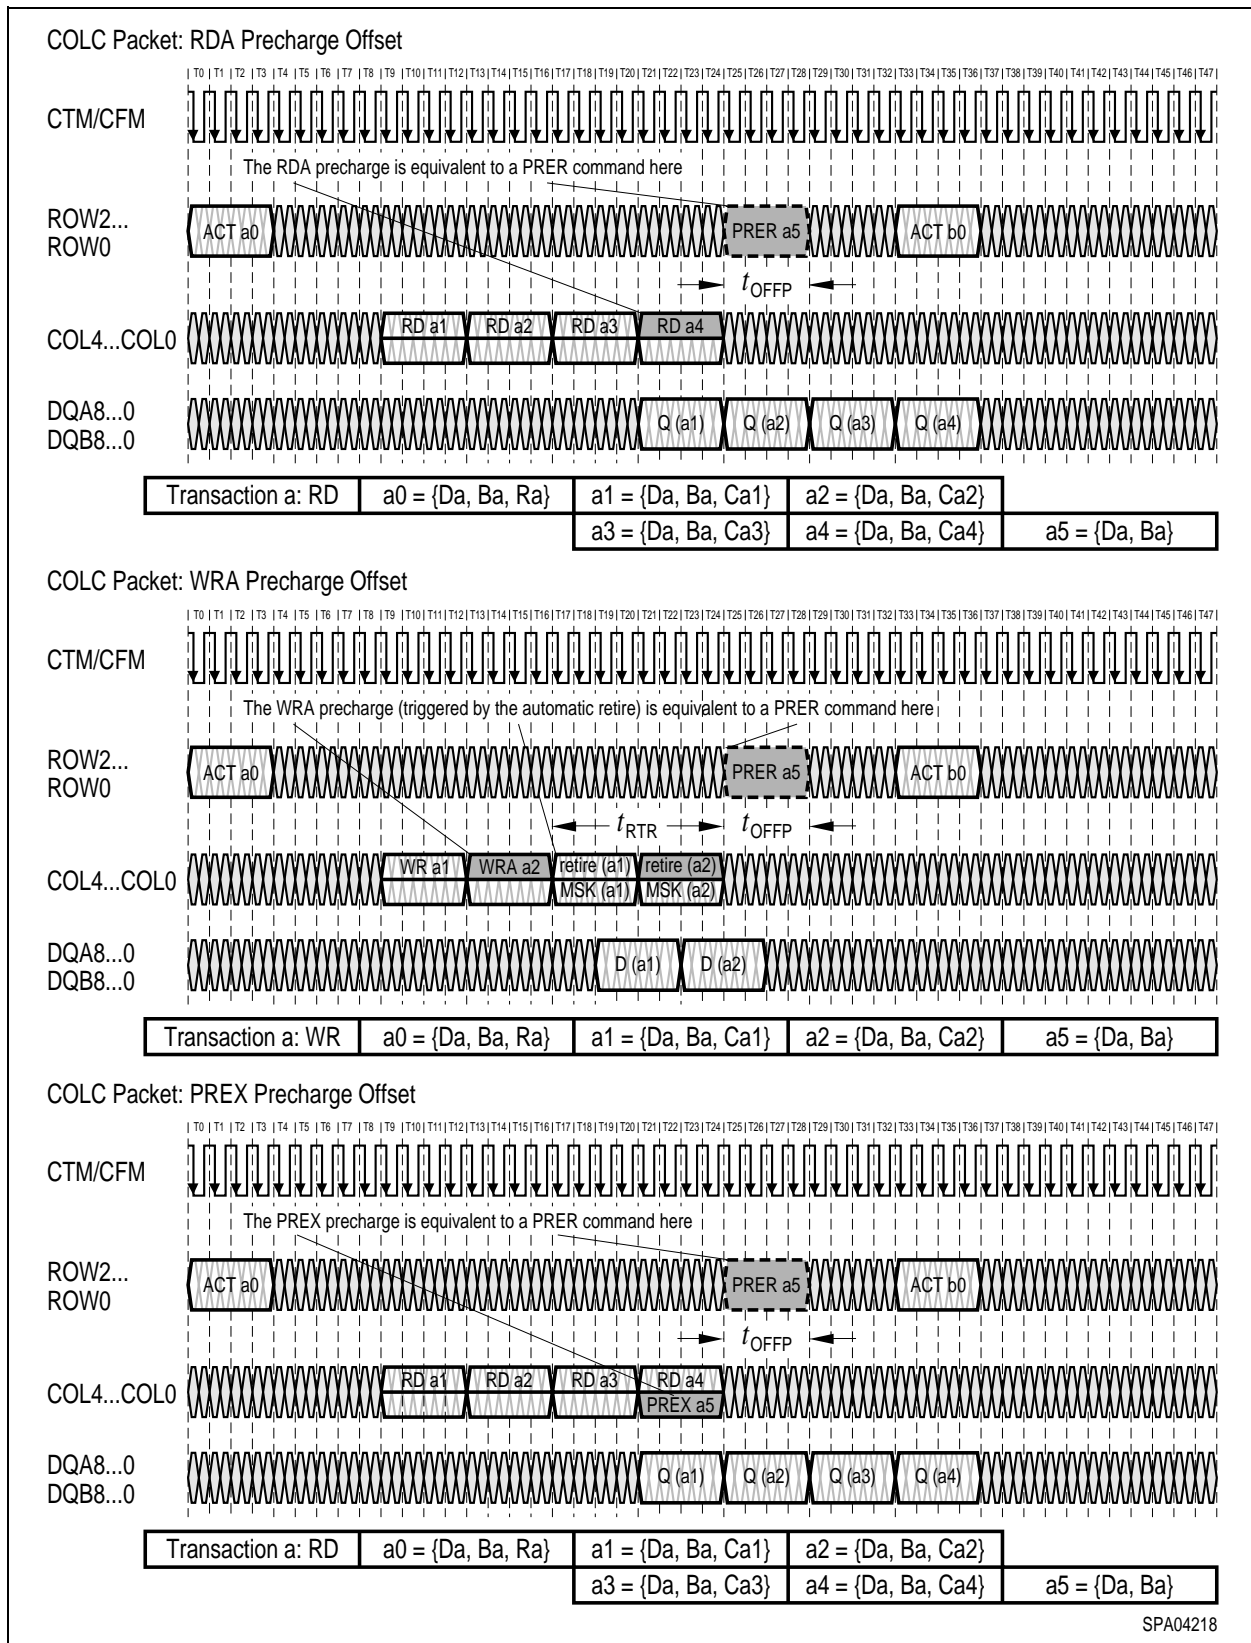 COLC Packet: RDA Precharge Offset
T0 T1 T2 T3 T4 T5 T6 T7 T8 T9 T10 T11 T12 T13 T14 T15 T16 T17 T18 T19 T20 T21 T22 T23 T24 T25 T26 T27 T28 T29 T30 T31 T32 T33 T34 T35 T36 T37 T38 T39 T40 T41 T42 T43 T44 T45 T46 T47
CTM/CFM
The RDA precharge is equivalent to a PRER command here
ROW2...
ROW0
ACT a0 PRER a5 ACT b0
tOFFP
COL4...COL0
RD a1 RD a2 RD a3 RD a4
DQA8...0
DQB8...0
Q (a1) Q (a2) Q (a3) Q (a4)
Transaction a: RD a0 = {Da, Ba, Ra} a1 = {Da, Ba, Ca1} a2 = {Da, Ba, Ca2}
a3 = {Da, Ba, Ca3} a4 = {Da, Ba, Ca4} a5 = {Da, Ba}
COLC Packet: WRA Precharge Offset
T0 T1 T2 T3 T4 T5 T6 T7 T8 T9 T10 T11 T12 T13 T14 T15 T16 T17 T18 T19 T20 T21 T22 T23 T24 T25 T26 T27 T28 T29 T30 T31 T32 T33 T34 T35 T36 T37 T38 T39 T40 T41 T42 T43 T44 T45 T46 T47
CTM/CFM
The WRA precharge (triggered by the automatic retire) is equivalent to a PRER command here
ROW2...
ROW0
ACT a0 PRER a5 ACT b0
tRTR tOFFP
COL4...COL0
WR a1 WRA a2 retire (a1) retire (a2)
MSK (a1) MSK (a2)
DQA8...0
DQB8...0
D (a1) D (a2)
Transaction a: WR a0 = {Da, Ba, Ra} a1 = {Da, Ba, Ca1} a2 = {Da, Ba, Ca2} a5 = {Da, Ba}
COLC Packet: PREX Precharge Offset
T0 T1 T2 T3 T4 T5 T6 T7 T8 T9 T10 T11 T12 T13 T14 T15 T16 T17 T18 T19 T20 T21 T22 T23 T24 T25 T26 T27 T28 T29 T30 T31 T32 T33 T34 T35 T36 T37 T38 T39 T40 T41 T42 T43 T44 T45 T46 T47
CTM/CFM
The PREX precharge is equivalent to a PRER command here
ROW2...
ROW0
ACT a0 PRER a5 ACT b0
tOFFP
COL4...COL0
RD a1 RD a2 RD a3 RD a4
PREX a5
DQA8...0
DQB8...0
Q (a1) Q (a2) Q (a3) Q (a4)
Transaction a: RD a0 = {Da, Ba, Ra} a1 = {Da, Ba, Ca1} a2 = {Da, Ba, Ca2}
a3 = {Da, Ba, Ca3} a4 = {Da, Ba, Ca4} a5 = {Da, Ba}
SPA04218